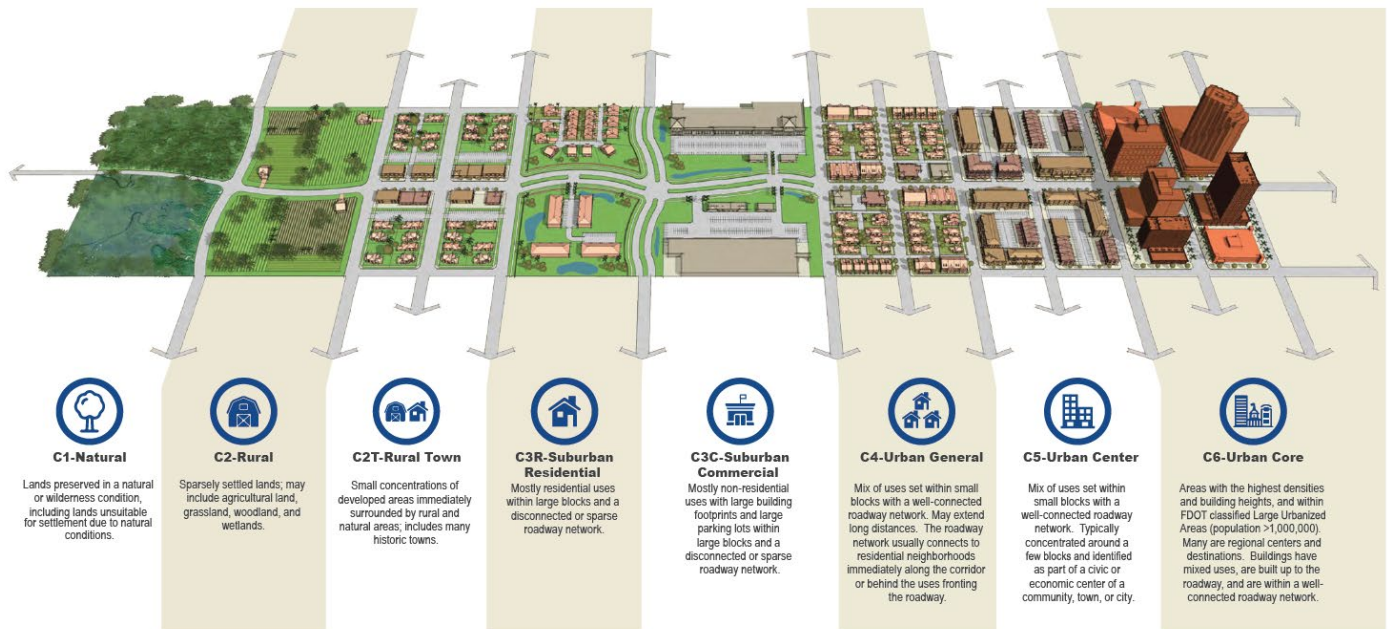 C1-Natural
Lands preserved in a natural
or wilderness condition,
including lands unsuitable
for settlement due to natural
conditions.
C2-Rural
Sparsely settled lands; may
include agricultural land,
grassland, woodland, and
wetlands.
C2T-Rural Town
Small concentrations of
developed areas immediately
surrounded by rural and
natural areas; includes many
historic towns.
C3R-Suburban
Residential
Mostly residential uses
within large blocks and a
disconnected or sparse
roadway network.
C3C-Suburban
Commercial
Mostly non-residential
uses with large building
footprints and large
parking lots within
large blocks and a
disconnected or sparse
roadway network.
C4-Urban General
Mix of uses set within small
blocks with a well-connected
roadway network. May extend
long distances. The roadway
network usually connects to
residential neighborhoods
immediately along the corridor
or behind the uses fronting
the roadway.
C5-Urban Center
Mix of uses set within
small blocks with a
well-connected roadway
network. Typically
concentrated around a
few blocks and identified
as part of a civic or
economic center of a
community, town, or city.
C6-Urban Core
Areas with the highest densities
and building heights, and within
FDOT classified Large Urbanized
Areas (population >1,000,000).
Many are regional centers and
destinations. Buildings have
mixed uses, are built up to the
roadway, and are within a well-
connected roadway network.